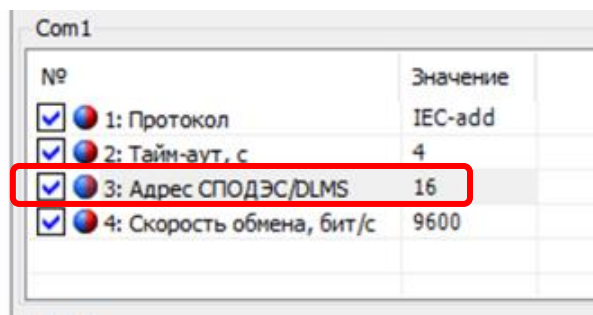 Com1
№ Значение
1: Протокол IEC-add
2: Тайм-аут, с 4
3: Адрес СПОДЭС/DLMS 16
4: Скорость обмена, бит/с 9600